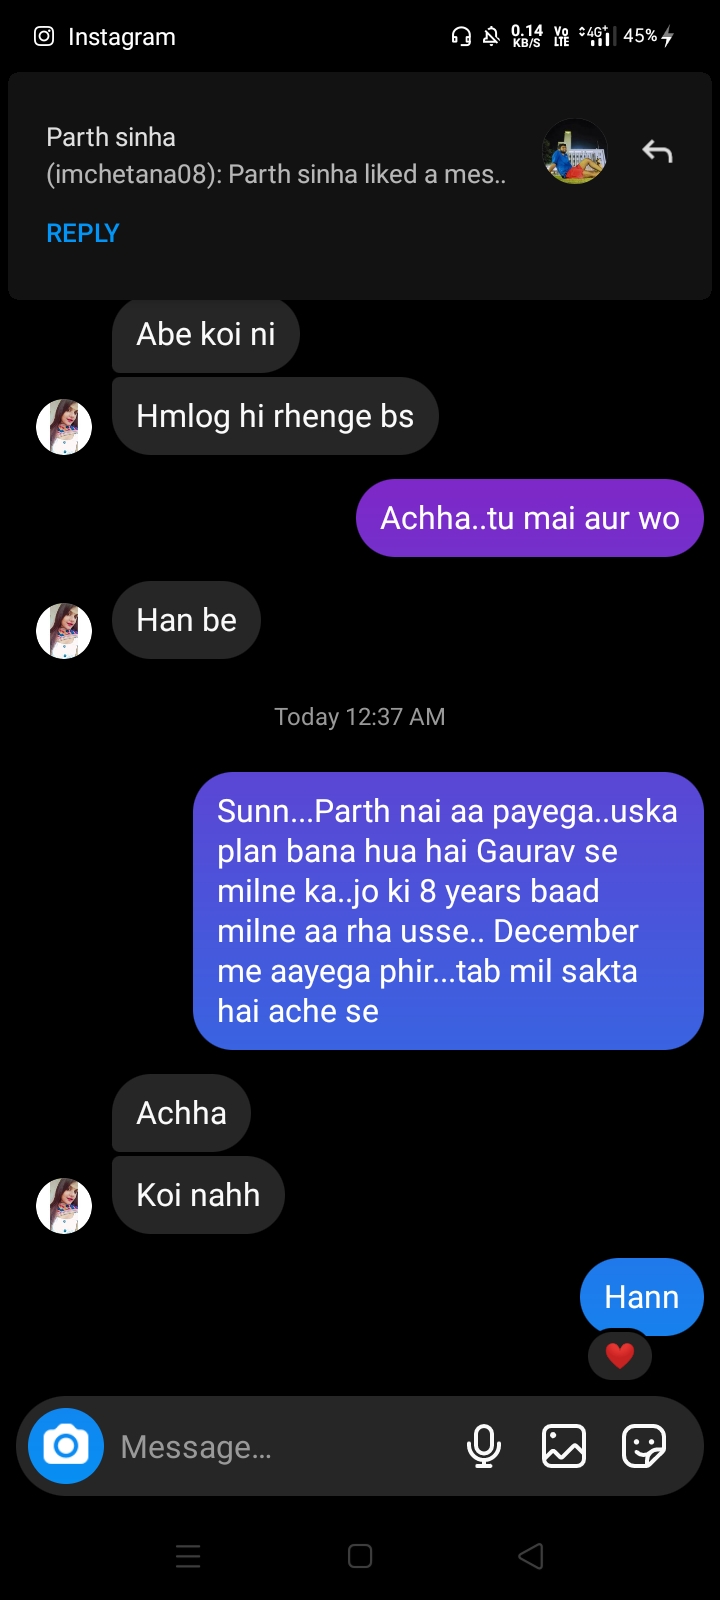 Instagram
0.14 KB/S
Vo LTE
4G+
45%
Parth sinha
(imchetana08): Parth sinha liked a mes..
REPLY
Abe koi ni
Hmlog hi rhenge bs
Achha..tu mai aur wo
Han be
Today 12:37 AM
Sunn...Parth nai aa payega..uska
plan bana hua hai Gaurav se
milne ka..jo ki 8 years baad
milne aa rha usse.. December
me aayega phir...tab mil sakta
hai ache se
Achha
Koi nahh
Hann
Message...